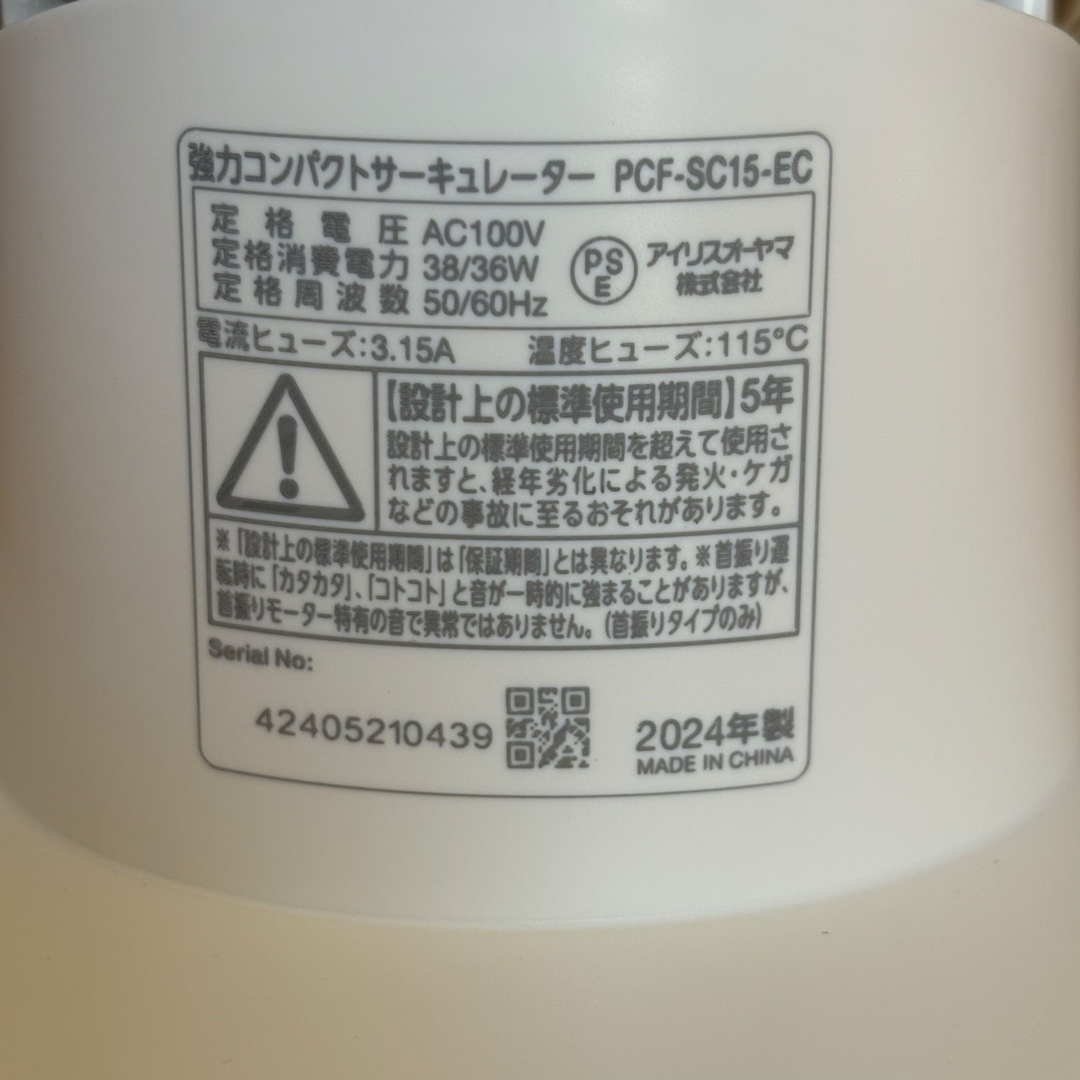 強力コンパクトサーキュレーター PCF-SC15-EC
定格電圧 AC100V
定格消費電力 38/36W
定格周波数 50/60Hz
PSE
アイリスオーヤマ
株式会社
電流ヒューズ:3.15A 温度ヒューズ:115℃
【設計上の標準使用期間】5年
設計上の標準使用期間を超えて使用さ
れますと、経年劣化による発火・ケガ
などの事故に至るおそれがあります。
※「設計上の標準使用期間」は「保証期間」とは異なります。※首振り運
転時に「カタカタ」、「コトコト」と音が一時的に強まることがありますが、
首振りモーター特有の音で異常ではありません。(首振りタイプのみ)
Serial No:
42405210439
2024年製
MADE IN CHINA